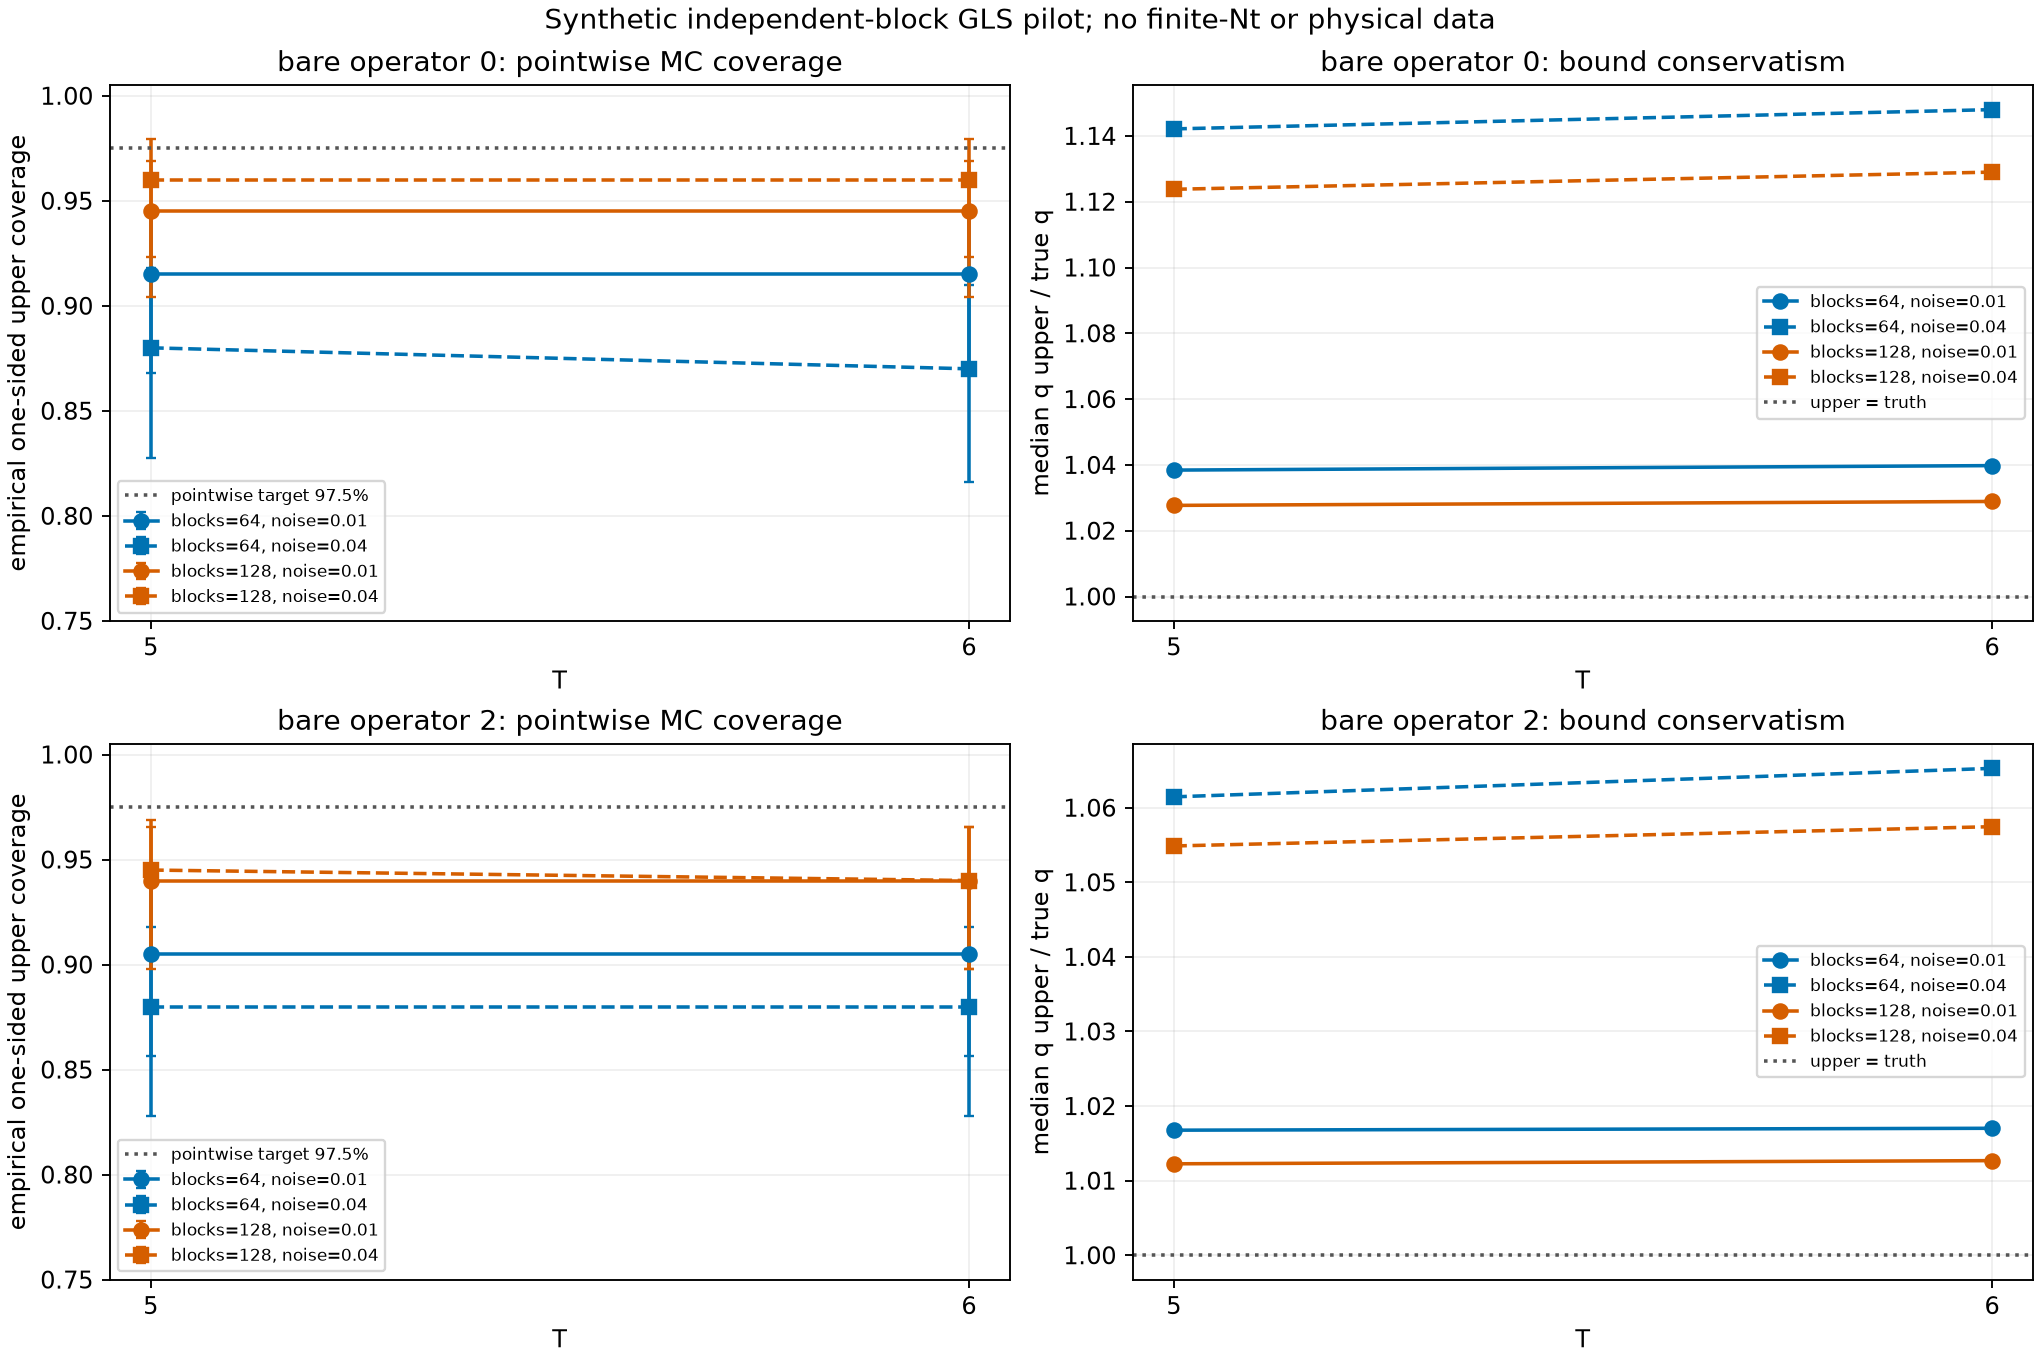 Synthetic independent-block GLS pilot; no finite-Nt or physical data
bare operator 0: pointwise MC coverage
empirical one-sided upper coverage
1.00
0.95
0.90
0.85
0.80
0.75
pointwise target 97.5%
blocks=64, noise=0.01
blocks=64, noise=0.04
blocks=128, noise=0.01
blocks=128, noise=0.04
5
6
T
bare operator 0: bound conservatism
median q upper / true q
1.14
1.12
1.10
1.08
1.06
1.04
1.02
1.00
blocks=64, noise=0.01
blocks=64, noise=0.04
blocks=128, noise=0.01
blocks=128, noise=0.04
upper = truth
5
6
T
bare operator 2: pointwise MC coverage
empirical one-sided upper coverage
1.00
0.95
0.90
0.85
0.80
0.75
pointwise target 97.5%
blocks=64, noise=0.01
blocks=64, noise=0.04
blocks=128, noise=0.01
blocks=128, noise=0.04
5
6
T
bare operator 2: bound conservatism
median q upper / true q
1.06
1.05
1.04
1.03
1.02
1.01
1.00
blocks=64, noise=0.01
blocks=64, noise=0.04
blocks=128, noise=0.01
blocks=128, noise=0.04
upper = truth
5
6
T